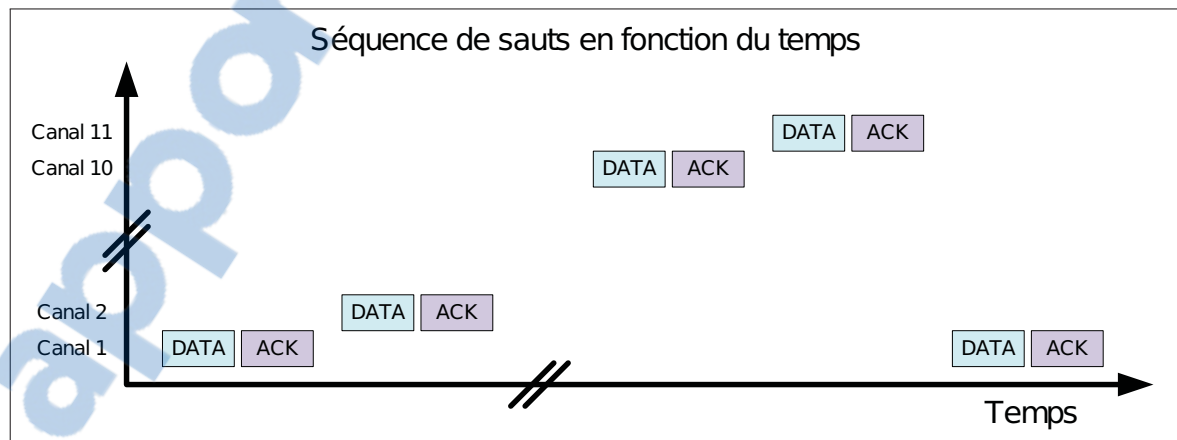 Séquence de sauts en fonction du temps
Canal 11
DATA ACK
Canal 10
DATA ACK
Canal 2
DATA ACK
Canal 1
DATA ACK
DATA ACK
Temps